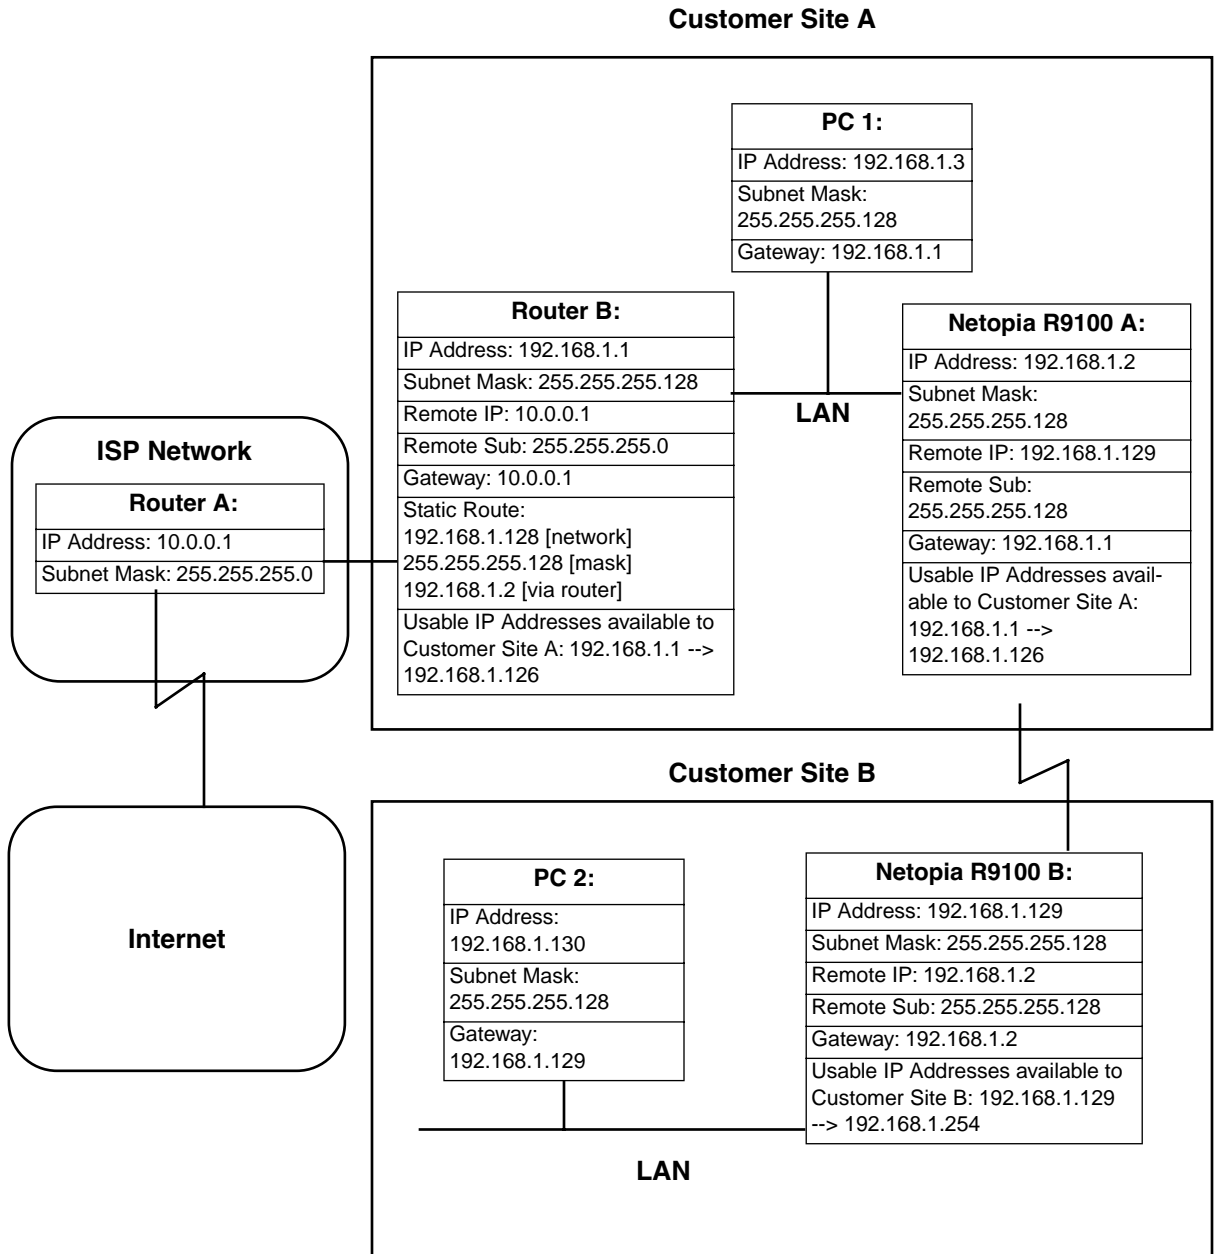 Customer Site A
PC 1:
IP Address: 192.168.1.3
Subnet Mask:
255.255.255.128
Gateway: 192.168.1.1
Router B:
IP Address: 192.168.1.1
Subnet Mask: 255.255.255.128
Remote IP: 10.0.0.1
Remote Sub: 255.255.255.0
Gateway: 10.0.0.1
Static Route:
192.168.1.128 [network]
255.255.255.128 [mask]
192.168.1.2 [via router]
Usable IP Addresses available to
Customer Site A: 192.168.1.1 -->
192.168.1.126
LAN
Netopia R9100 A:
IP Address: 192.168.1.2
Subnet Mask:
255.255.255.128
Remote IP: 192.168.1.129
Remote Sub:
255.255.255.128
Gateway: 192.168.1.1
Usable IP Addresses avail-
able to Customer Site A:
192.168.1.1 -->
192.168.1.126
ISP Network
Router A:
IP Address: 10.0.0.1
Subnet Mask: 255.255.255.0
Internet
Customer Site B
PC 2:
IP Address:
192.168.1.130
Subnet Mask:
255.255.255.128
Gateway:
192.168.1.129
Netopia R9100 B:
IP Address: 192.168.1.129
Subnet Mask: 255.255.255.128
Remote IP: 192.168.1.2
Remote Sub: 255.255.255.128
Gateway: 192.168.1.2
Usable IP Addresses available to
Customer Site B: 192.168.1.129
--> 192.168.1.254
LAN